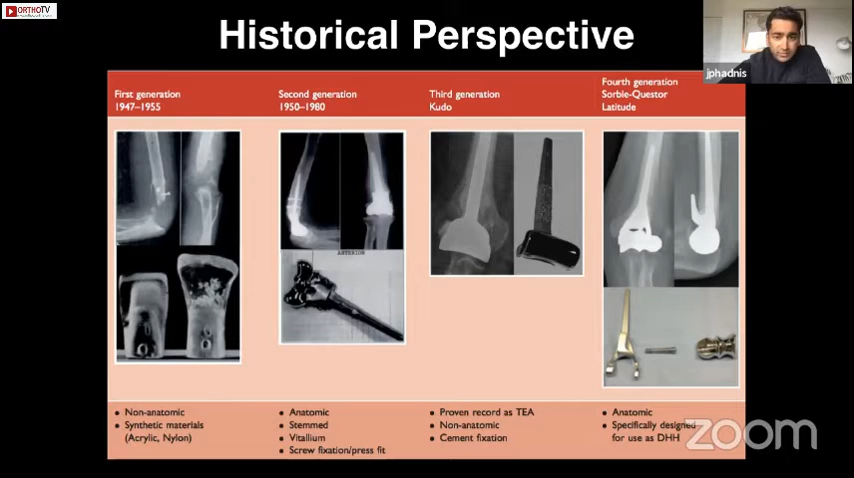 ORTHOTV
Historical Perspective
jphadnis
First generation
1947–1955
Second generation
1950–1980
Third generation
Kudo
Fourth generation
Sorbie-Questor
Latitude
ANTERIOR
• Non-anatomic
• Synthetic materials
(Acrylic, Nylon)
• Anatomic
• Stemmed
• Vitallium
• Screw fixation/press fit
• Proven record as TEA
• Non-anatomic
• Cement fixation
• Anatomic
• Specifically designed
for use as DHH
zoom